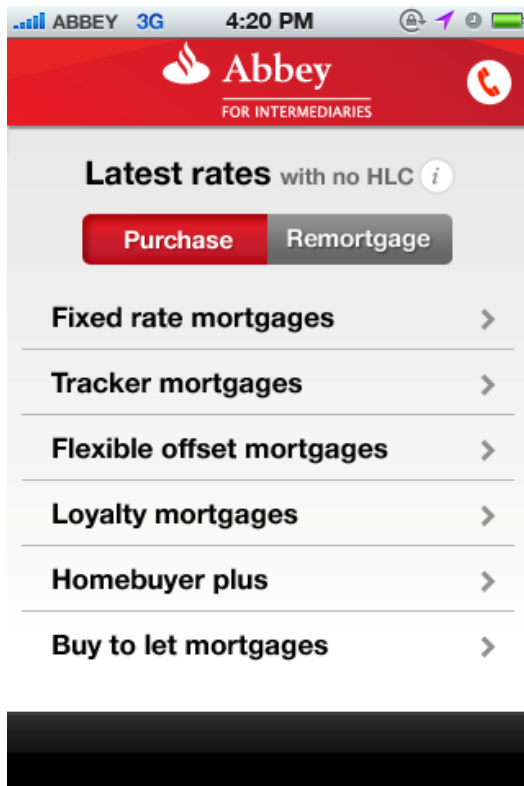 ABBEY 3G 4:20 PM
Abbey
FOR INTERMEDIARIES
Latest rates with no HLC i
Purchase Remortgage
Fixed rate mortgages
Tracker mortgages
Flexible offset mortgages
Loyalty mortgages
Homebuyer plus
Buy to let mortgages